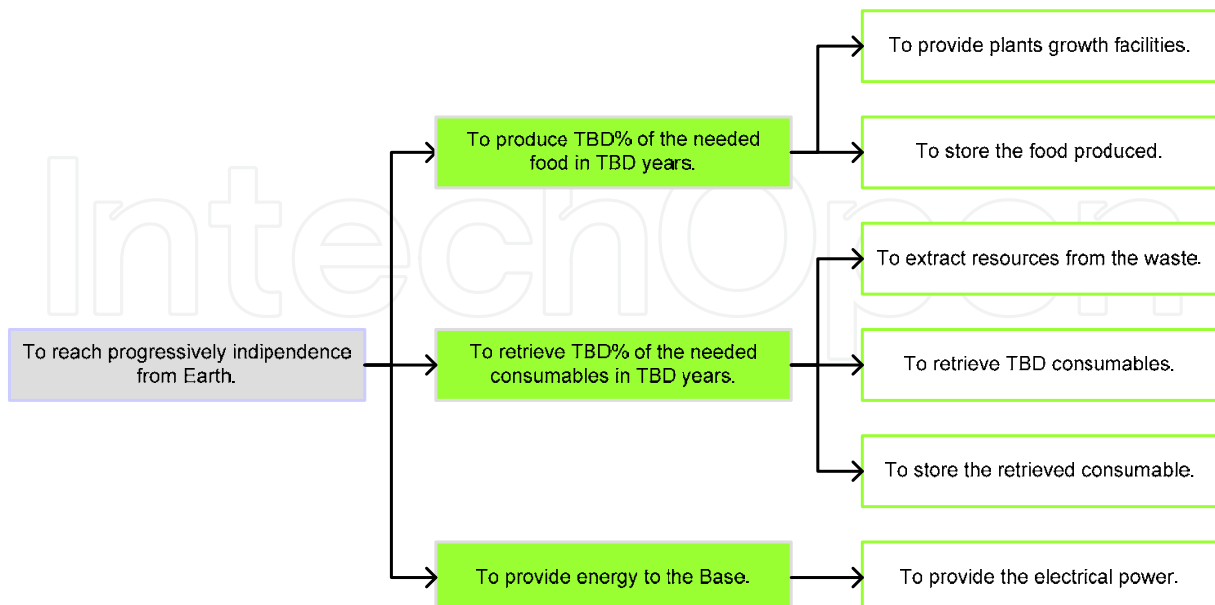 To provide plants growth facilities.
To produce TBD% of the needed
food in TBD years.
To store the food produced.
To extract resources from the waste.
To reach progressively indipendence
from Earth.
To retrieve TBD% of the needed
consumables in TBD years.
To retrieve TBD consumables.
To store the retrieved consumable.
To provide energy to the Base.
To provide the electrical power.
IntechOpen